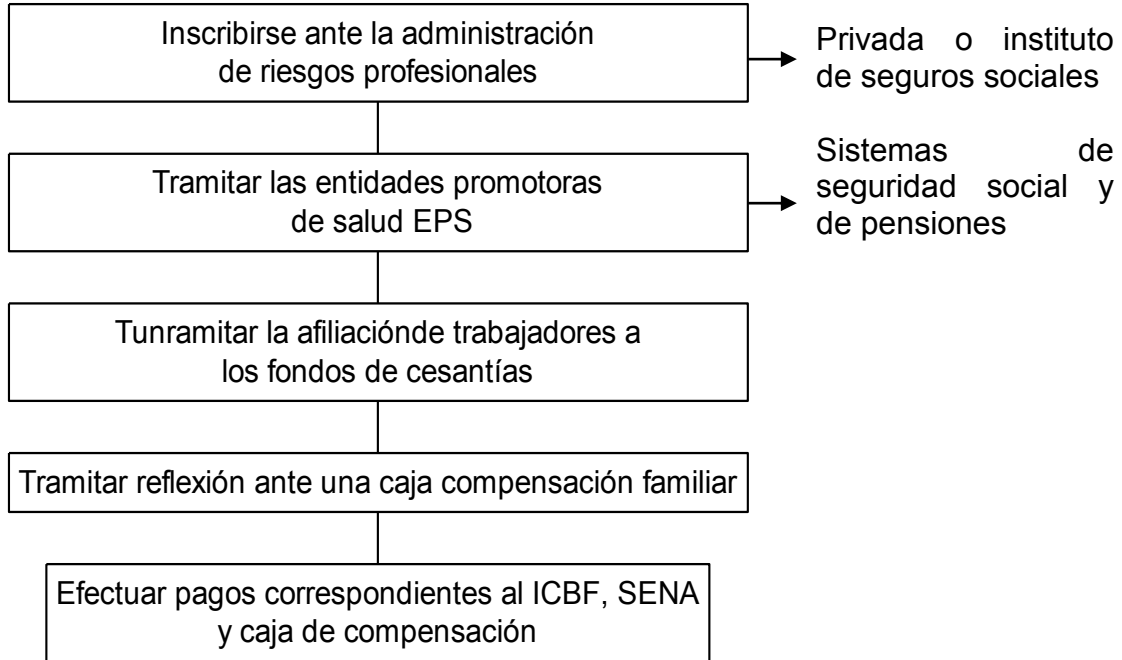 Inscribirse ante la administración
de riesgos profesionales
Privada o instituto
de seguros sociales
Tramitar las entidades promotoras
de salud EPS
Sistemas de
seguridad social y
de pensiones
Tunramitar la afiliaciónde trabajadores a
los fondos de cesantías
Tramitar reflexión ante una caja compensación familiar
Efectuar pagos correspondientes al ICBF, SENA
y caja de compensación